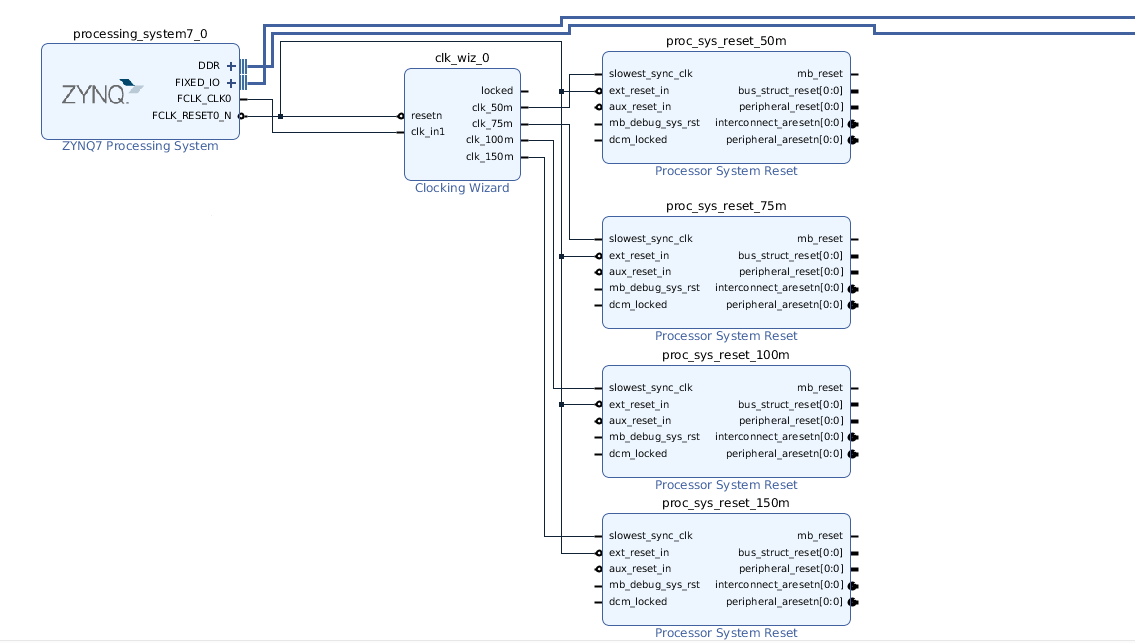 processing_system7_0
DDR
FIXED_IO
FCLK_CLK0
FCLK_RESET0_N
ZYNQ.
ZYNQ7 Processing System
clk_wiz_0
resetn
clk_in1
locked
clk_50m
clk_75m
clk_100m
clk_150m
Clocking Wizard
proc_sys_reset_50m
slowest_sync_clk mb_reset
ext_reset_in bus_struct_reset[0:0]
aux_reset_in peripheral_reset[0:0]
mb_debug_sys_rst interconnect_aresetn[0:0]
dcm_locked peripheral_aresetn[0:0]
Processor System Reset
proc_sys_reset_75m
slowest_sync_clk mb_reset
ext_reset_in bus_struct_reset[0:0]
aux_reset_in peripheral_reset[0:0]
mb_debug_sys_rst interconnect_aresetn[0:0]
dcm_locked peripheral_aresetn[0:0]
Processor System Reset
proc_sys_reset_100m
slowest_sync_clk mb_reset
ext_reset_in bus_struct_reset[0:0]
aux_reset_in peripheral_reset[0:0]
mb_debug_sys_rst interconnect_aresetn[0:0]
dcm_locked peripheral_aresetn[0:0]
Processor System Reset
proc_sys_reset_150m
slowest_sync_clk mb_reset
ext_reset_in bus_struct_reset[0:0]
aux_reset_in peripheral_reset[0:0]
mb_debug_sys_rst interconnect_aresetn[0:0]
dcm_locked peripheral_aresetn[0:0]
Processor System Reset